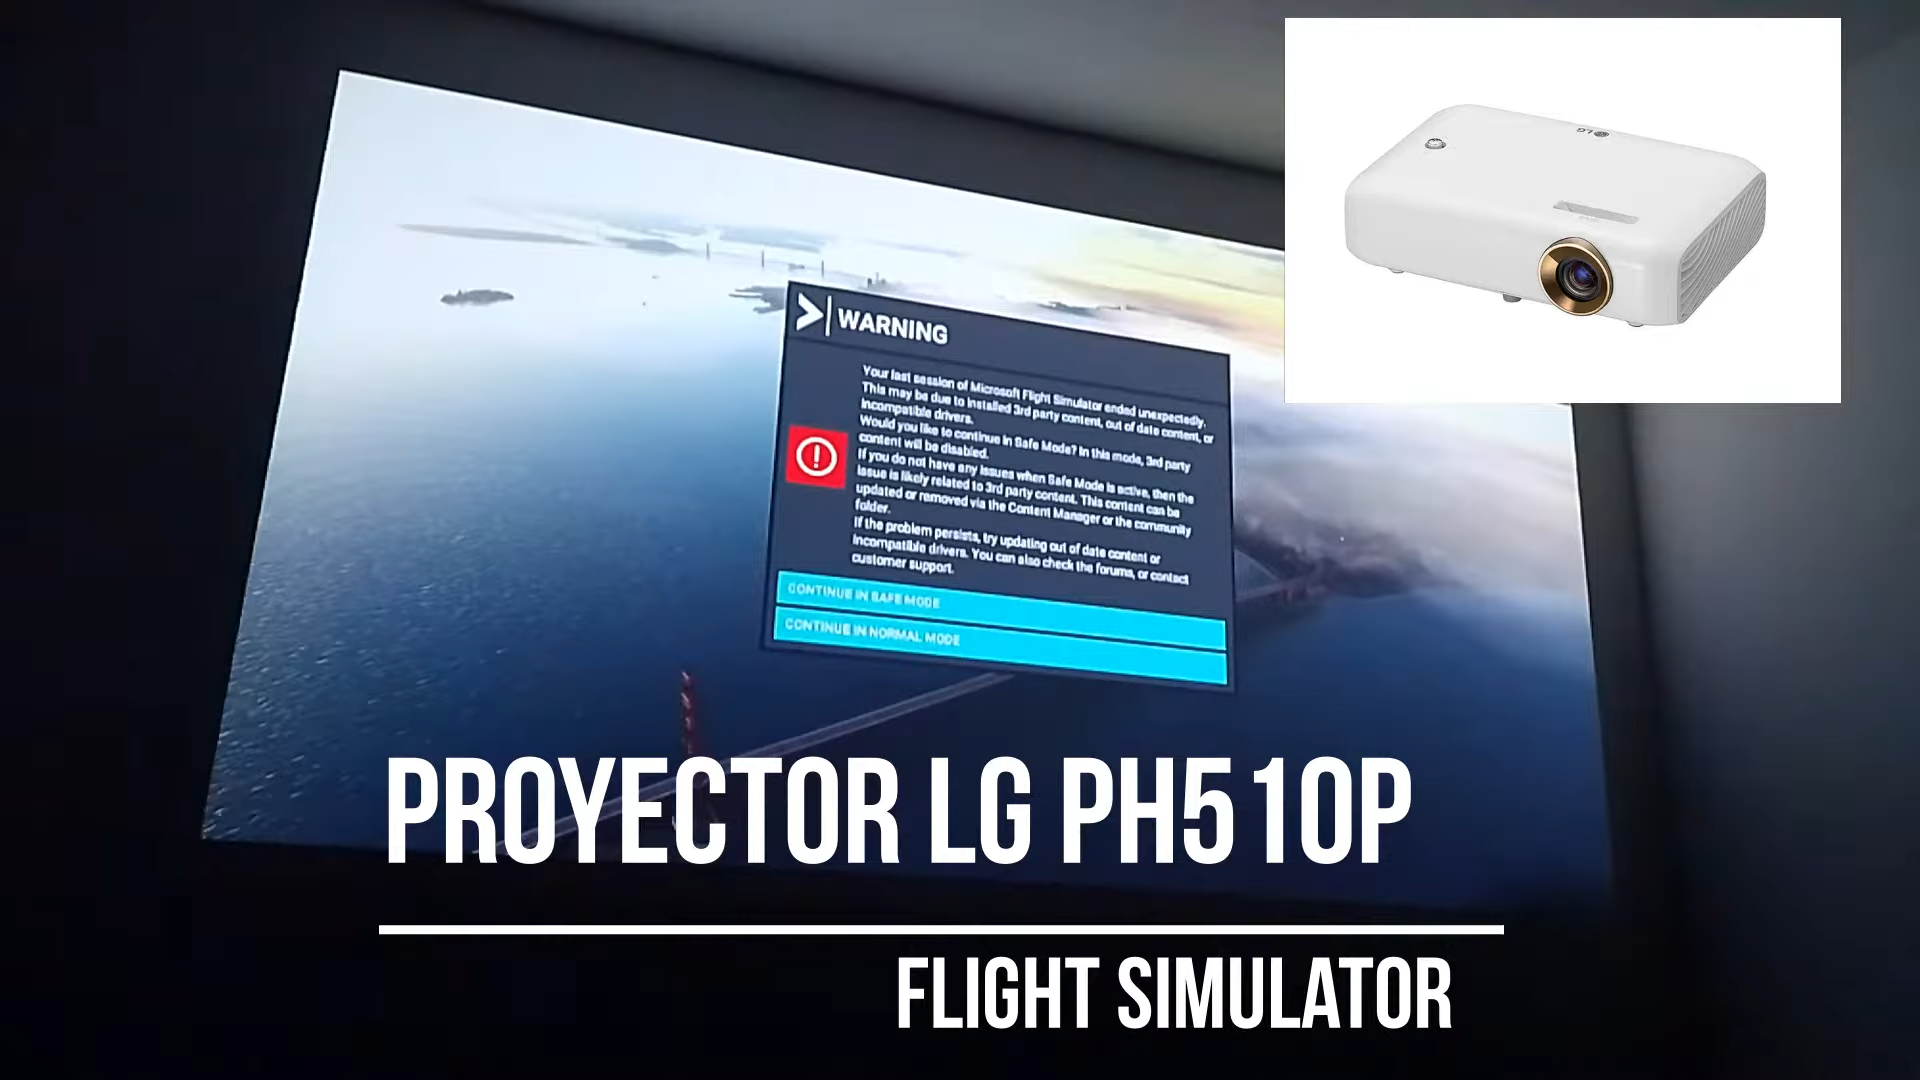 LG
WARNING
Your last session of Microsoft Flight Simulator ended unexpectedly.
This may be due to installed 3rd party content, out of date content, or
incompatible drivers.
Would you like to continue in Safe Mode? In this mode, 3rd party
content will be disabled.
If you do not have any issues when Safe Mode is active, then the
issue is likely related to 3rd party content. This content can be
updated or removed via the Content Manager or the community
folder.
If the problem persists, try updating out of date content or
incompatible drivers. You can also check the forums, or contact
customer support.
CONTINUE IN SAFE MODE
CONTINUE IN NORMAL MODE
PROYECTOR LG PH510P
FLIGHT SIMULATOR